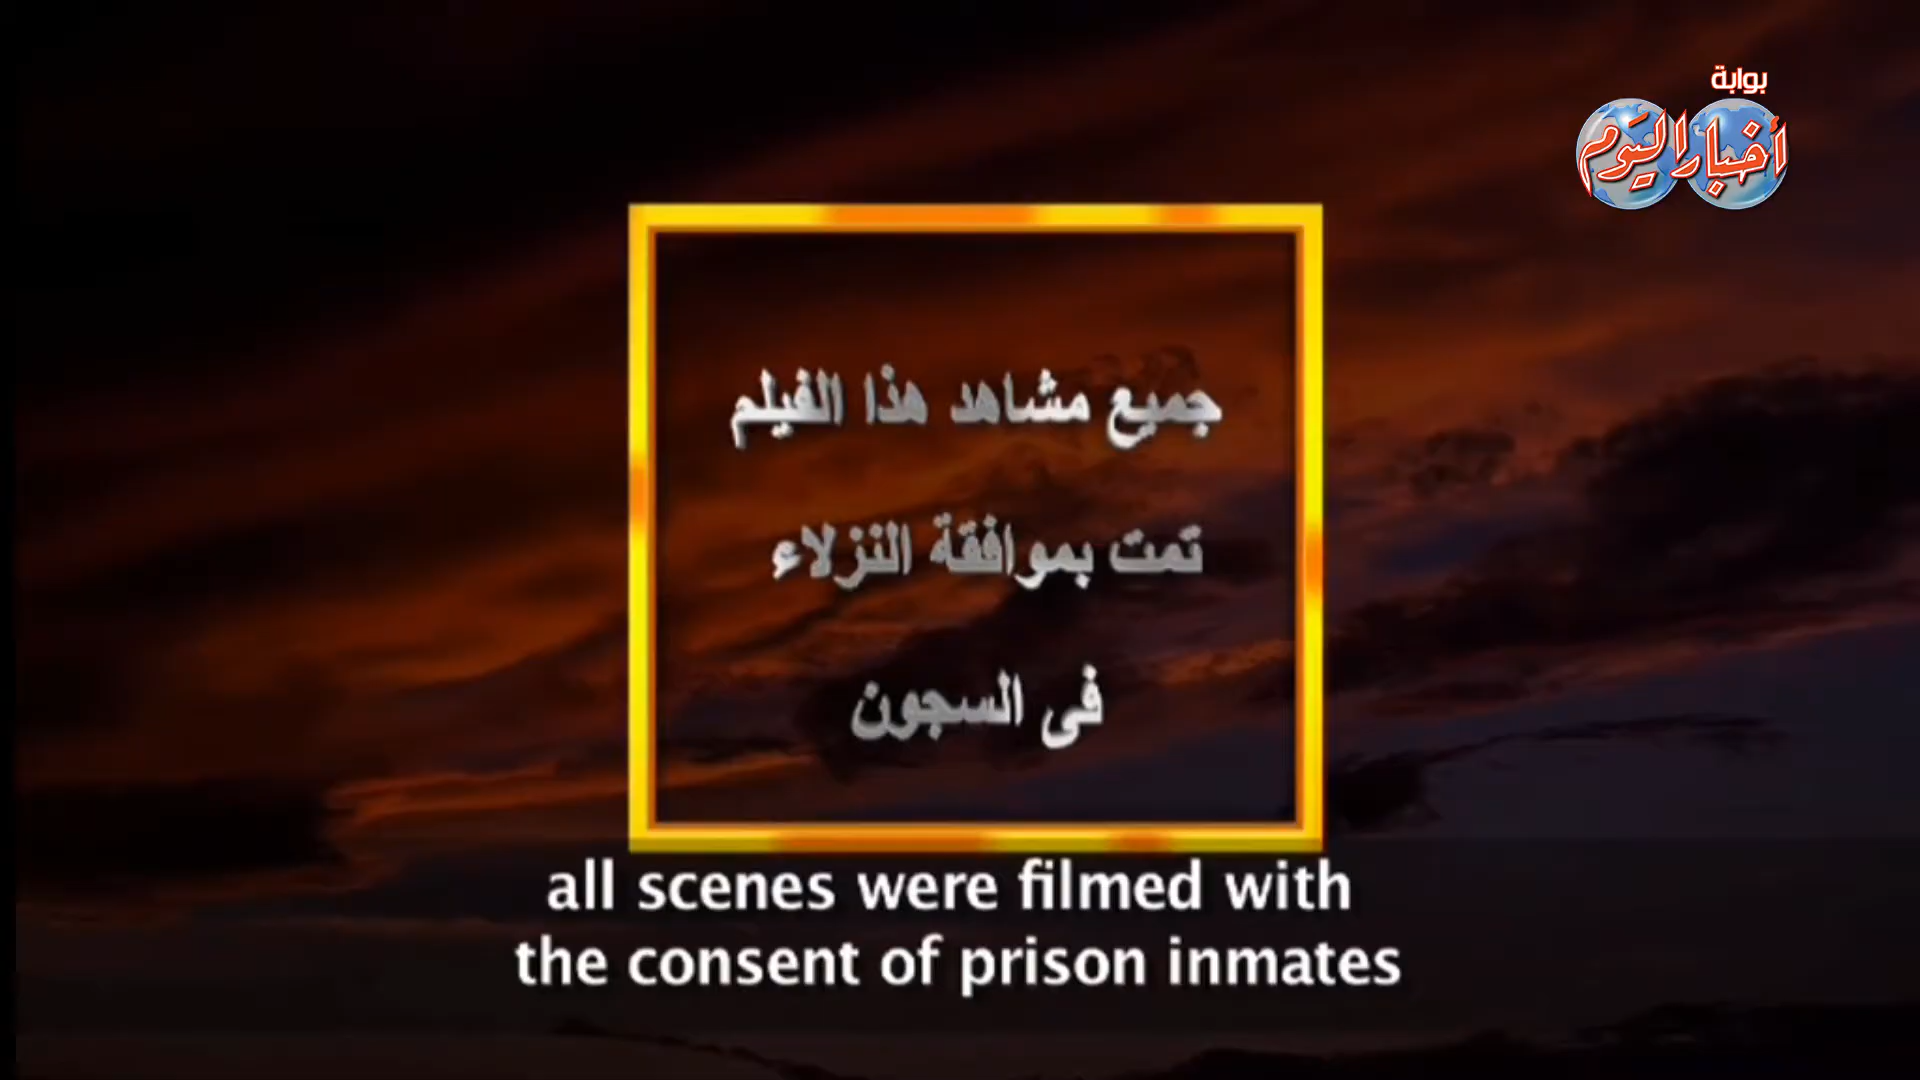 بوابة
أخبار اليوم
جميع مشاهد هذا الفيلم
تمت بموافقة النزلاء
فى السجون
all scenes were filmed with
the consent of prison inmates